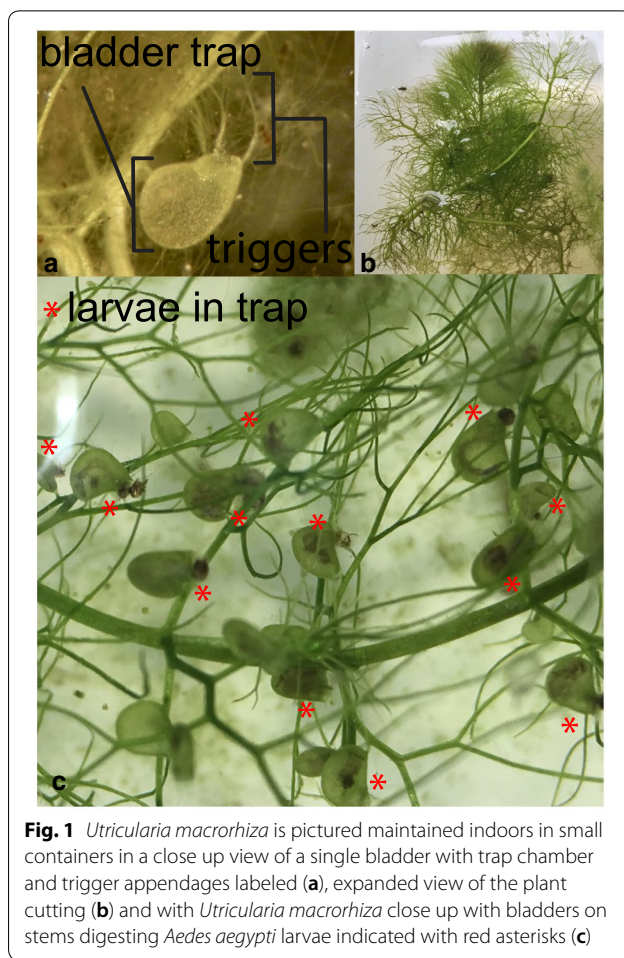 bladder trap
triggers
a
b
* larvae in trap
c
Fig. 1 Utricularia macrorhiza is pictured maintained indoors in small
containers in a close up view of a single bladder with trap chamber
and trigger appendages labeled (a), expanded view of the plant
cutting (b) and with Utricularia macrorhiza close up with bladders on
stems digesting Aedes aegypti larvae indicated with red asterisks (c)